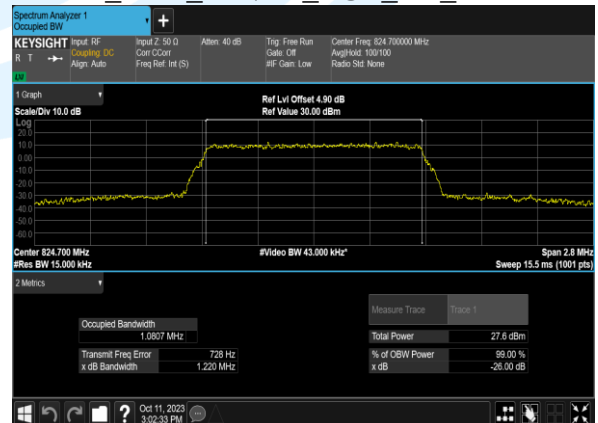 Spectrum Analyzer 1
Occupied BW
+
KEYSIGHT Input: RF Input Z: 50 Ω Atten: 40 dB Trig: Free Run Center Freq: 824.700000 MHz
R T Coupling: DC Corr CCorr Gate: Off Avg|Hold: 100/100
Align: Auto Freq Ref: Int (S) #IF Gain: Low Radio Std: None
LV
1 Graph
Ref Lvl Offset 4.90 dB
Scale/Div 10.0 dB Ref Value 30.00 dBm
Log
20.0
10.0
0.00
-10.0
-20.0
-30.0
-40.0
-50.0
-60.0
Center 824.700 MHz #Video BW 43.000 kHz* Span 2.8 MHz
#Res BW 15.000 kHz Sweep 15.5 ms (1001 pts)
2 Metrics
Measure Trace Trace 1
Occupied Bandwidth
1.0807 MHz Total Power 27.6 dBm
Transmit Freq Error 728 Hz % of OBW Power 99.00 %
x dB Bandwidth 1.220 MHz x dB -26.00 dB
? Oct 11, 2023
3:02:33 PM